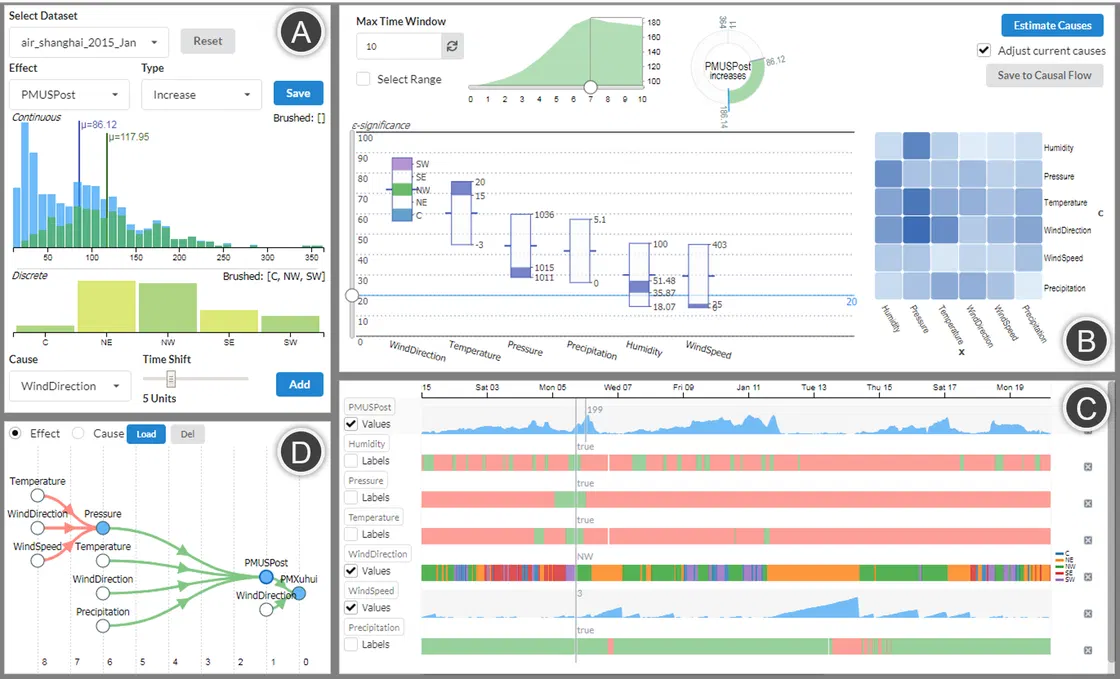 Select Dataset
air_shanghai_2015_Jan
Reset
A
Effect
Type
PMUSPost
Increase
Save
Continuous
Brushed: []
μ=86.12
μ=117.95
50 100 150 200 250 300 350
Discrete
Brushed: [C, NW, SW]
C NE NW SE SW
Cause
Time Shift
WindDirection
5 Units
Add
Max Time Window
10
Select Range
180
160
140
120
100
0 1 2 3 4 5 6 7 8 9 10
364
11
86.12
186.14
PMUSPost
increases
Estimate Causes
Adjust current causes
Save to Causal Flow
ε-significance
100
90
80
70
60
50
40
30
20
10
0
SW
SE
NW
NE
C
20
15
-3
1036
1015
1011
5.1
0
100
51.48
35.87
18.07
403
25
20
WindDirection Temperature Pressure Precipitation Humidity WindSpeed
Humidity
Pressure
Temperature
WindDirection
WindSpeed
Precipitation
C
Humidity Pressure Temperature WindDirection WindSpeed Precipitation
X
B
15 Sat 03 Mon 05 Wed 07 Fri 09 Jan 11 Tue 13 Thu 15 Sat 17 Mon 19
C
PMUSPost
199
Values
Humidity
true
Labels
Pressure
true
Labels
Temperature
true
Labels
WindDirection
NW
Values
C
NE
NW
SE
SW
WindSpeed
3
Values
Precipitation
true
Labels
Effect
Cause
Load
Del
D
Temperature
WindDirection
Pressure
WindSpeed
Temperature
WindDirection
Precipitation
PMUSPost
PMXuhui
WindDirection
8 7 6 5 4 3 2 1 0